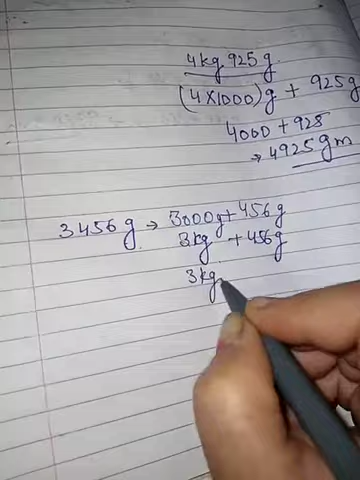 4kg 925g.
(4×1000)g + 925g
4000 + 925
→ 4925gm
3456g → 3000g+456g
3kg + 456g
3kg